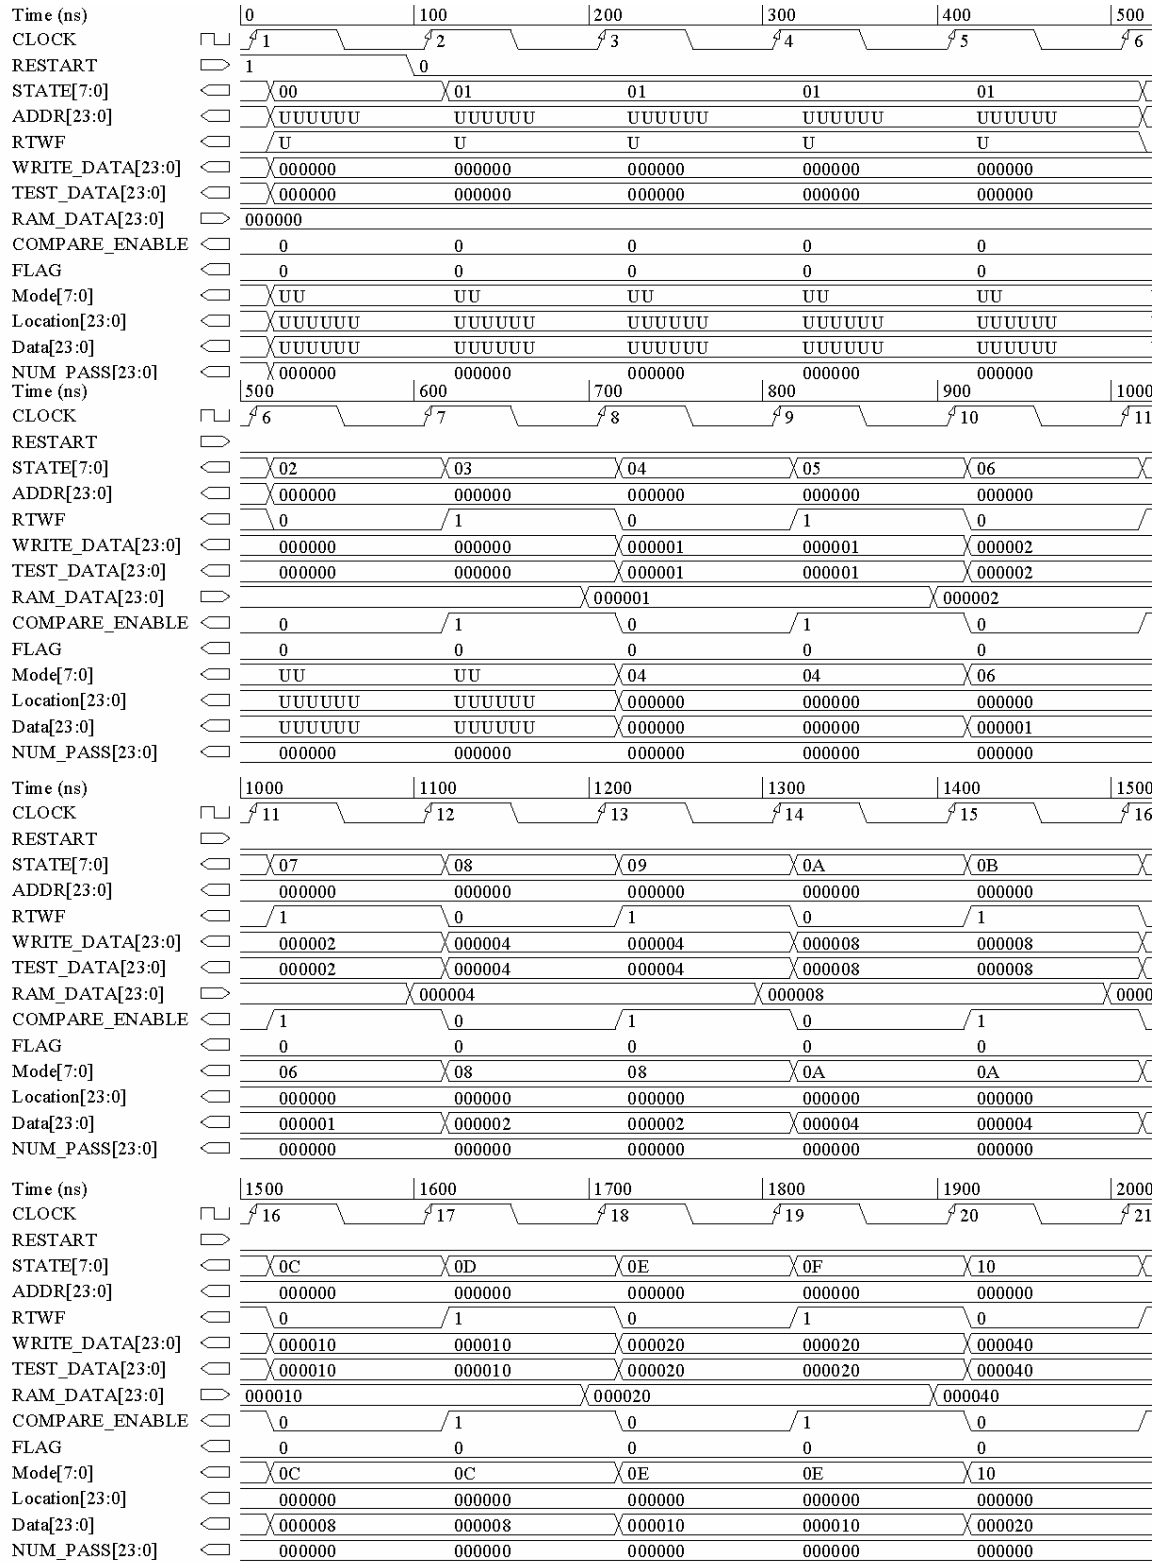 Time (ns) 0 100 200 300 400 500
CLOCK 1 2 3 4 5 6
RESTART 1 0
STATE[7:0] 00 01 01 01 01
ADDR[23:0] UUUUUU UUUUUU UUUUUU UUUUUU UUUUUU
RTWF U U U U U
WRITE_DATA[23:0] 000000 000000 000000 000000 000000
TEST_DATA[23:0] 000000 000000 000000 000000 000000
RAM_DATA[23:0] 000000
COMPARE_ENABLE 0 0 0 0 0
FLAG 0 0 0 0 0
Mode[7:0] UU UU UU UU UU
Location[23:0] UUUUUU UUUUUU UUUUUU UUUUUU UUUUUU
Data[23:0] UUUUUU UUUUUU UUUUUU UUUUUU UUUUUU
NUM_PASS[23:0] 000000 000000 000000 000000 000000
Time (ns) 500 600 700 800 900 1000
CLOCK 6 7 8 9 10 11
RESTART
STATE[7:0] 02 03 04 05 06
ADDR[23:0] 000000 000000 000000 000000 000000
RTWF 0 1 0 1 0
WRITE_DATA[23:0] 000000 000000 000001 000001 000002
TEST_DATA[23:0] 000000 000000 000001 000001 000002
RAM_DATA[23:0] 000001 000002
COMPARE_ENABLE 0 1 0 1 0
FLAG 0 0 0 0 0
Mode[7:0] UU UU 04 04 06
Location[23:0] UUUUUU UUUUUU 000000 000000 000000
Data[23:0] UUUUUU UUUUUU 000000 000000 000001
NUM_PASS[23:0] 000000 000000 000000 000000 000000
Time (ns) 1000 1100 1200 1300 1400 1500
CLOCK 11 12 13 14 15 16
RESTART
STATE[7:0] 07 08 09 0A 0B
ADDR[23:0] 000000 000000 000000 000000 000000
RTWF 1 0 1 0 1
WRITE_DATA[23:0] 000002 000004 000004 000008 000008
TEST_DATA[23:0] 000002 000004 000004 000008 000008
RAM_DATA[23:0] 000004 000008 0000
COMPARE_ENABLE 1 0 1 0 1
FLAG 0 0 0 0 0
Mode[7:0] 06 08 08 0A 0A
Location[23:0] 000000 000000 000000 000000 000000
Data[23:0] 000001 000002 000002 000004 000004
NUM_PASS[23:0] 000000 000000 000000 000000 000000
Time (ns) 1500 1600 1700 1800 1900 2000
CLOCK 16 17 18 19 20 21
RESTART
STATE[7:0] 0C 0D 0E 0F 10
ADDR[23:0] 000000 000000 000000 000000 000000
RTWF 0 1 0 1 0
WRITE_DATA[23:0] 000010 000010 000020 000020 000040
TEST_DATA[23:0] 000010 000010 000020 000020 000040
RAM_DATA[23:0] 000010 000020 000040
COMPARE_ENABLE 0 1 0 1 0
FLAG 0 0 0 0 0
Mode[7:0] 0C 0C 0E 0E 10
Location[23:0] 000000 000000 000000 000000 000000
Data[23:0] 000008 000008 000010 000010 000020
NUM_PASS[23:0] 000000 000000 000000 000000 000000